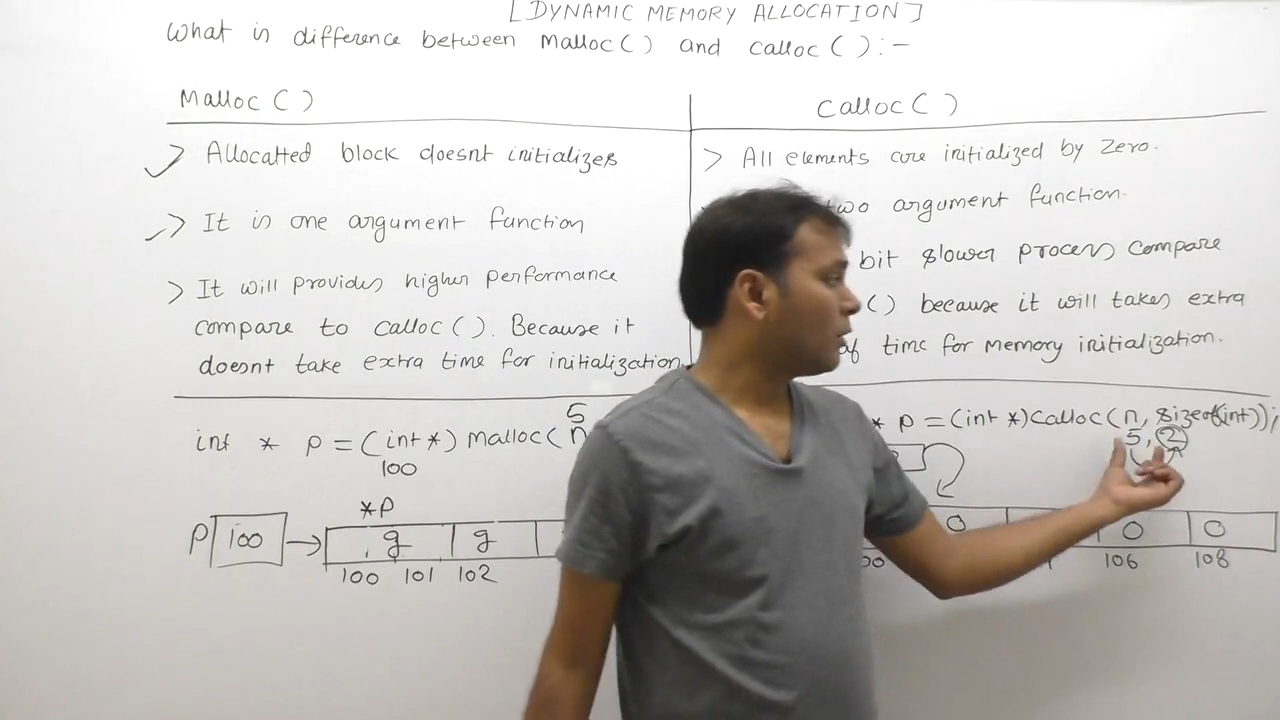 [DYNAMIC MEMORY ALLOCATION]
What is difference between Malloc() and calloc():-
Malloc()
> Allocatted block doesnt initializes
> It is one argument function
> It will provides higher performance
compare to calloc(). Because it
doesnt take extra time for initialization
int * p = (int *) malloc(n
5
100
*p
P 100 → g g
100 101 102
calloc()
> All elements are initialized by zero.
two argument function.
bit slower process compare
() because it will takes extra
of time for memory initialization.
* p = (int *) calloc(n, sizeof(int));
5, 2
0 0 0
106 108